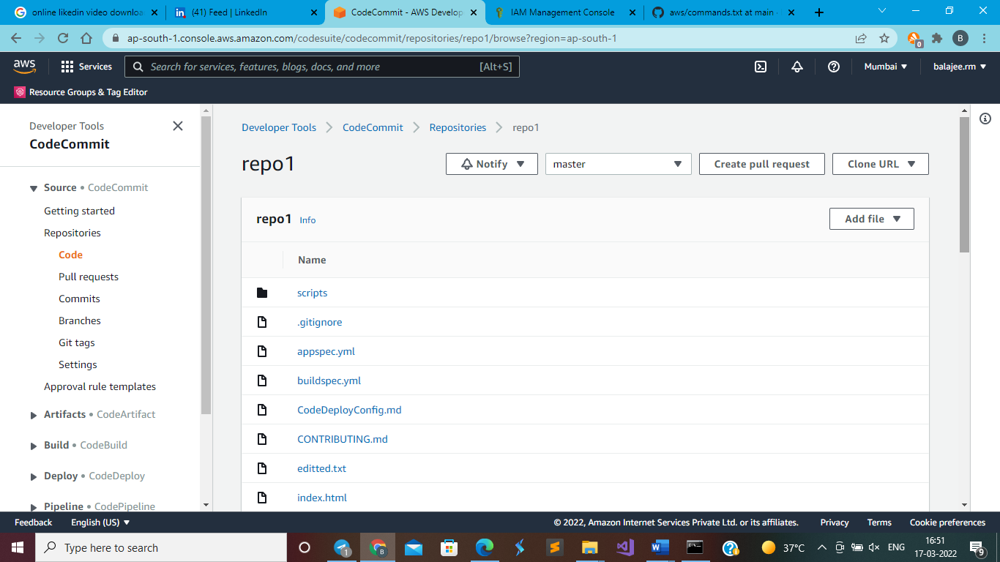 online likedin video downloa
(41) Feed | LinkedIn
CodeCommit - AWS Develop
IAM Management Console
aws/commands.txt at main ·
ap-south-1.console.aws.amazon.com/codesuite/codecommit/repositories/repo1/browse?region=ap-south-1
0
B
aws
Services
Search for services, features, blogs, docs, and more
[Alt+S]
Mumbai
balajee.rm
Resource Groups & Tag Editor
Developer Tools
CodeCommit
Source • CodeCommit
Getting started
Repositories
Code
Pull requests
Commits
Branches
Git tags
Settings
Approval rule templates
Artifacts • CodeArtifact
Build • CodeBuild
Deploy • CodeDeploy
Pipeline • CodePipeline
Developer Tools
CodeCommit
Repositories
repo1
repo1
Notify
master
Create pull request
Clone URL
repo1 Info
Add file
Name
scripts
.gitignore
appspec.yml
buildspec.yml
CodeDeployConfig.md
CONTRIBUTING.md
editted.txt
index.html
Feedback
English (US)
© 2022, Amazon Internet Services Private Ltd. or its affiliates.
Privacy
Terms
Cookie preferences
Type here to search
1
B
37°C
ENG
16:51
17-03-2022
9